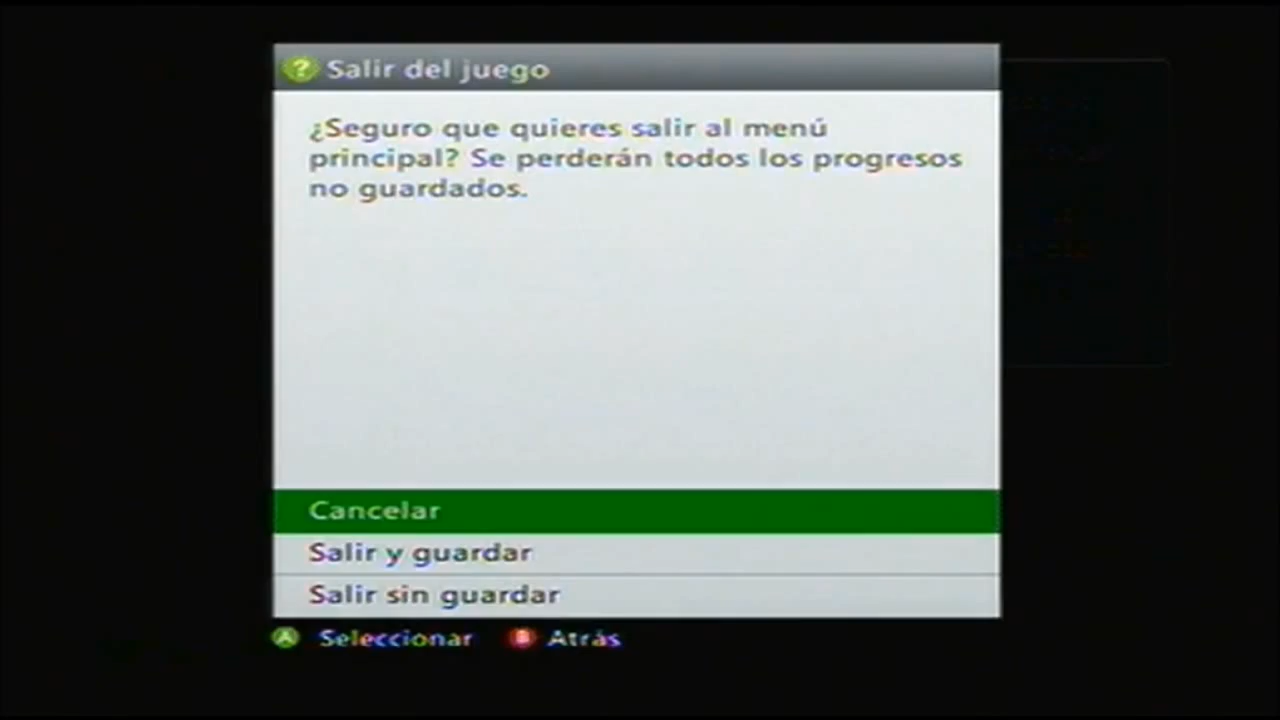 Salir del juego
¿Seguro que quieres salir al menú
principal? Se perderán todos los progresos
no guardados.
Cancelar
Salir y guardar
Salir sin guardar
A Seleccionar B Atrás